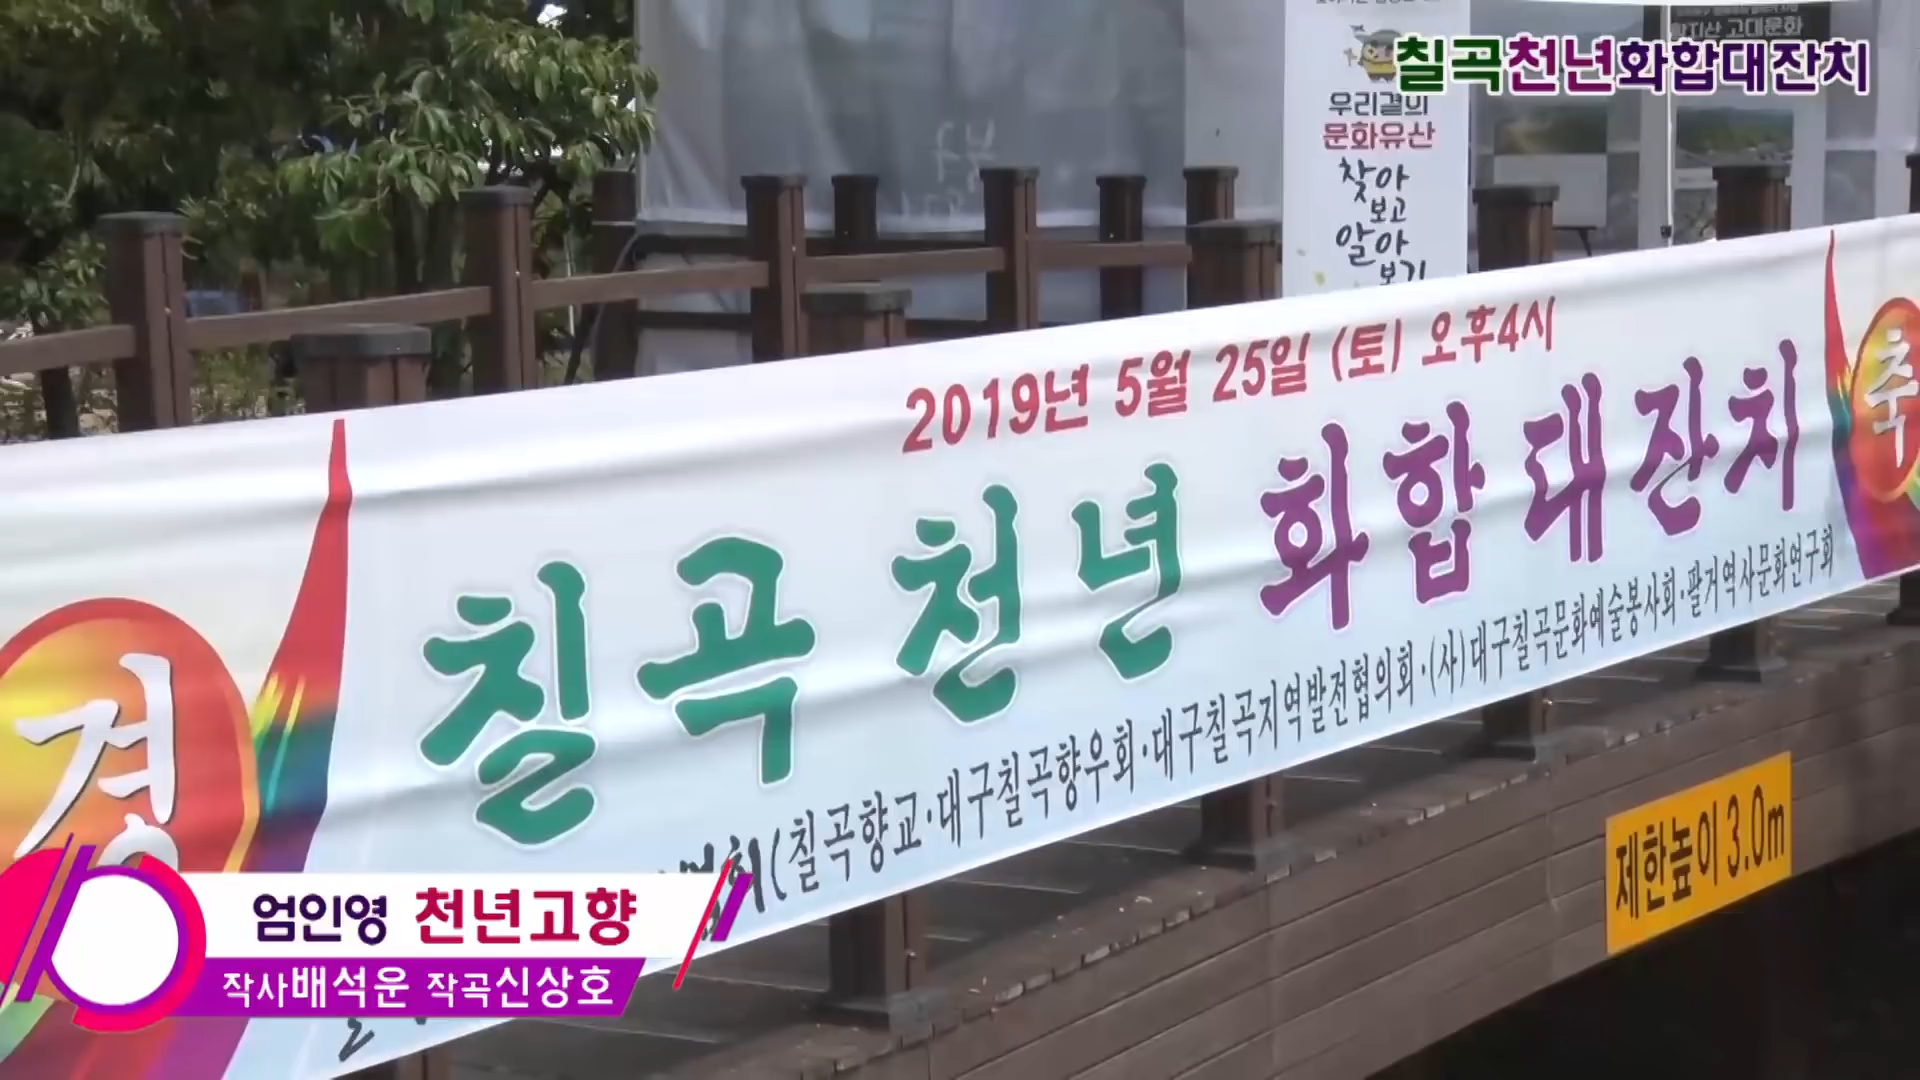 칠곡천년화합대잔치
우리곁의
문화유산
찾아
보고
알아
보기
2019년 5월 25일 (토) 오후4시
경
칠곡 천년 화합 대잔치
축
(칠곡향교·대구칠곡향우회·대구칠곡지역발전협의회·(사)대구칠곡문화예술봉사회·팔거역사문화연구회
제한높이 3.0m
엄인영 천년고향
작사배석운 작곡신상호